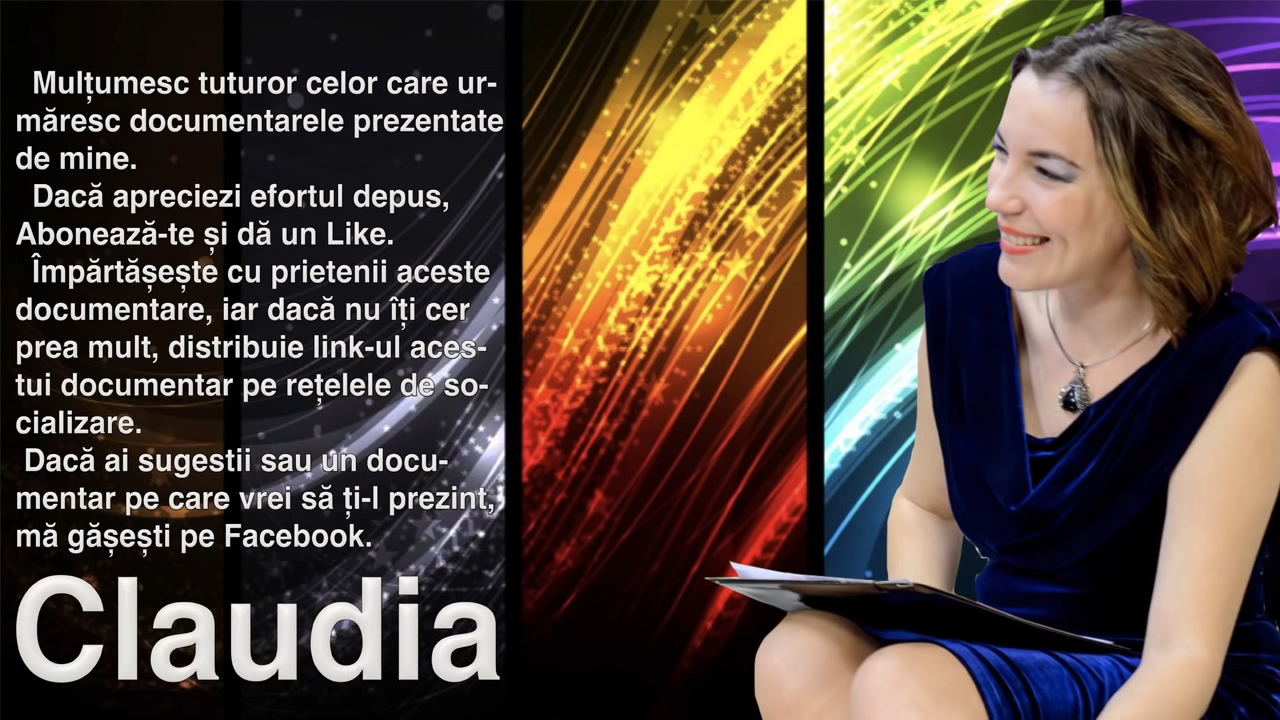 Mulțumesc tuturor celor care ur-
măresc documentarele prezentate
de mine.
Dacă apreciezi efortul depus,
Abonează-te și dă un Like.
Împărtășește cu prietenii aceste
documentare, iar dacă nu îți cer
prea mult, distribuie link-ul aces-
tui documentar pe rețelele de so-
cializare.
Dacă ai sugestii sau un docu-
mentar pe care vrei să ți-l prezint,
mă găsești pe Facebook.
Claudia